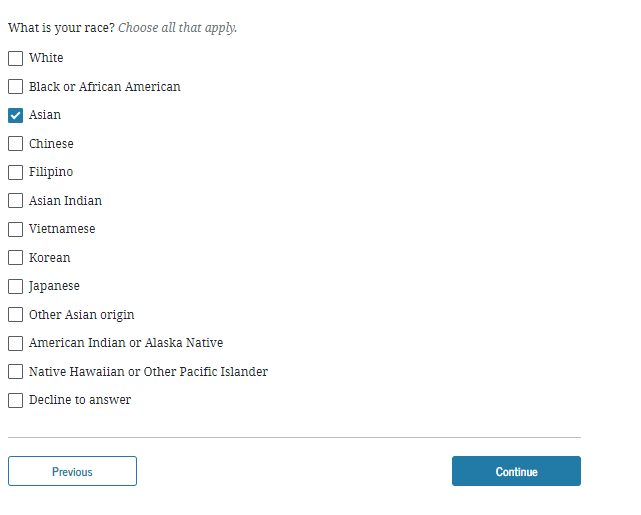 What is your race? Choose all that apply.
White
Black or African American
Asian
Chinese
Filipino
Asian Indian
Vietnamese
Korean
Japanese
Other Asian origin
American Indian or Alaska Native
Native Hawaiian or Other Pacific Islander
Decline to answer
Previous
Continue